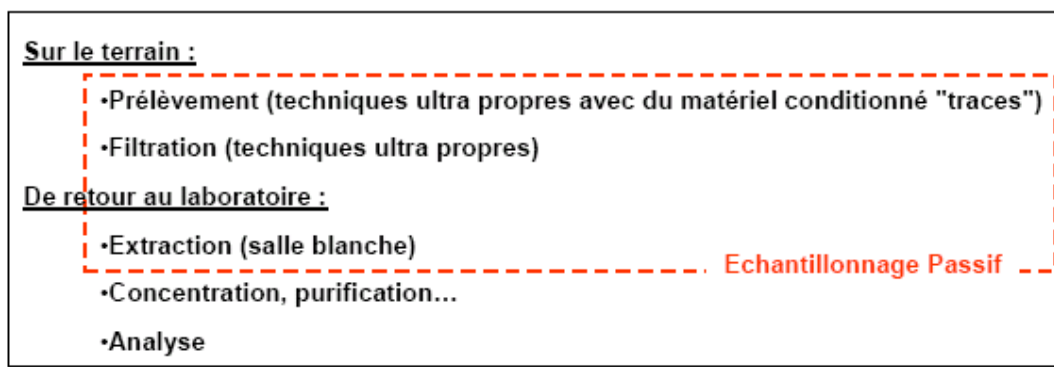 Sur le terrain :
•Prélèvement (techniques ultra propres avec du matériel conditionné "traces")
•Filtration (techniques ultra propres)
De retour au laboratoire :
•Extraction (salle blanche)
Echantillonnage Passif
•Concentration, purification...
•Analyse